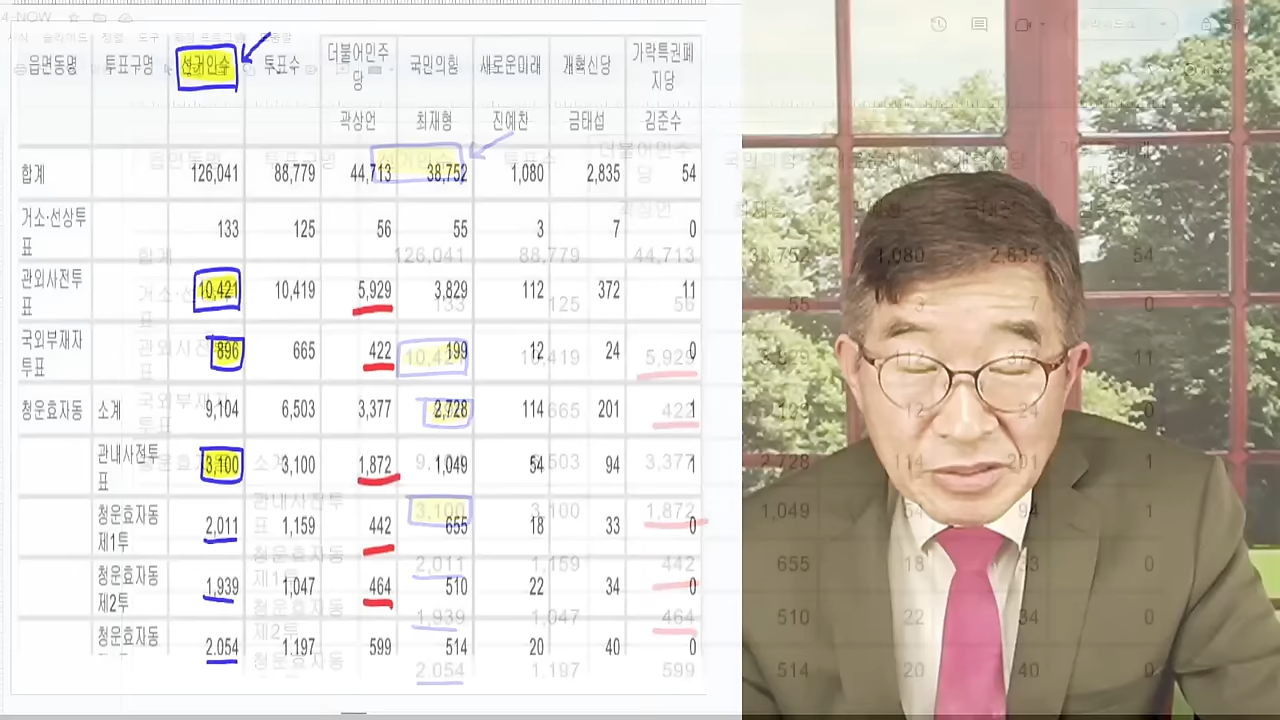 4-NOW
읍면동명 투표구명 선거인수 투표수 더불어민주당 국민의힘 새로운미래 개혁신당 가락특권폐지당
곽상언 최재형 진예찬 금태섭 김준수
합계 126,041 88,779 44,713 38,752 1,080 2,835 54
거소·선상투표 133 125 56 55 3 7 0
관외사전투표 10,421 10,419 5,929 3,829 112 372 11
국외부재자투표 896 665 422 199 12 24 0
청운효자동 소계 9,104 6,503 3,377 2,728 114 201 1
관내사전투표 3,100 3,100 1,872 1,049 54 94 1
청운효자동제1투 2,011 1,159 442 655 18 33 0
청운효자동제2투 1,939 1,047 464 510 22 34 0
청운효자동 2.054 1.197 599 514 20 40 0